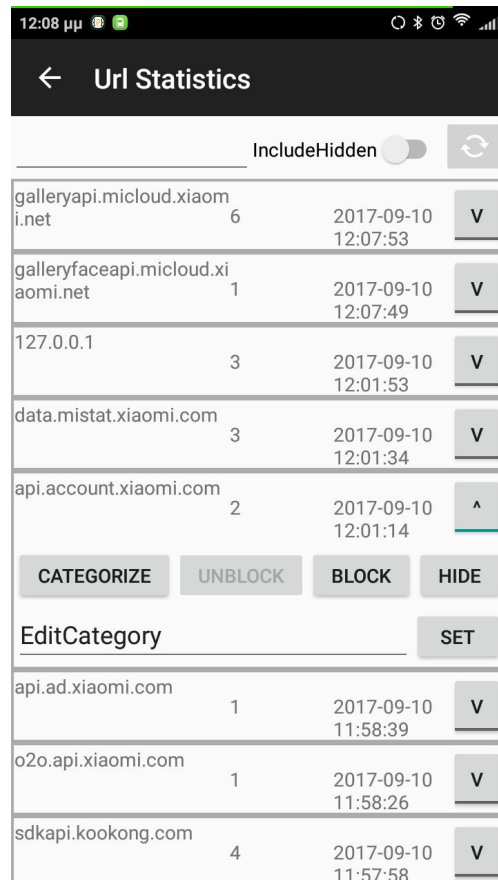 12:08 μμ
Url Statistics
IncludeHidden
galleryapi.micloud.xiaom
i.net 6 2017-09-10 V
12:07:53
galleryfaceapi.micloud.xi
aomi.net 1 2017-09-10 V
12:07:49
127.0.0.1
3 2017-09-10 V
12:01:53
data.mistat.xiaomi.com
3 2017-09-10 V
12:01:34
api.account.xiaomi.com
2 2017-09-10 ^
12:01:14
CATEGORIZE UNBLOCK BLOCK HIDE
EditCategory SET
api.ad.xiaomi.com
1 2017-09-10 V
11:58:39
o2o.api.xiaomi.com
1 2017-09-10 V
11:58:26
sdkapi.kookong.com
4 2017-09-10 V
11:57:58